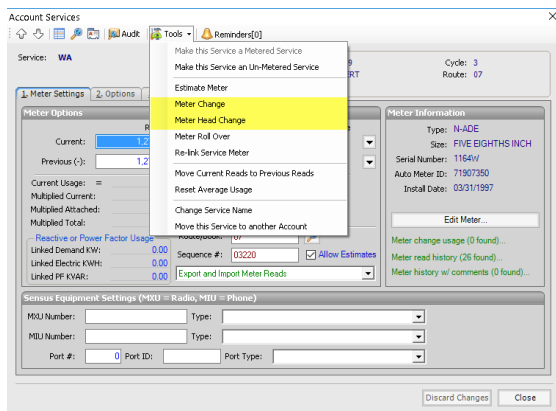 Account Services
Audit Tools Reminders[0]
Service: WA
Make this Service a Metered Service
Make this Service an Un-Metered Service
Estimate Meter
Meter Change
Meter Head Change
Meter Roll Over
Re-link Service Meter
Move Current Reads to Previous Reads
Reset Average Usage
Change Service Name
Move this Service to another Account
Cycle: 3
Route: 07
1. Meter Settings 2. Options
Meter Options
Current: 1,2
Previous (-): 1,2
Current Usage: =
Multiplied Current:
Multiplied Attached:
Multiplied Total:
Reactive or Power Factor Usage
Linked Demand KW: 0.00
Linked Electric KWH: 0.00
Linked PF KVAR: 0.00
Route/Book: 07
Sequence #: 03220 Allow Estimates
Export and Import Meter Reads
Meter Information
Type: N-ADE
Size: FIVE EIGHTHS INCH
Serial Number: 1164W
Auto Meter ID: 71907350
Install Date: 03/31/1997
Edit Meter...
Meter change usage (0 found)...
Meter read history (26 found)...
Meter history w/ comments (0 found)...
Sensus Equipment Settings (MXU = Radio, MIU = Phone)
MXU Number: Type:
MIU Number: Type:
Port #: 0 Port ID: Port Type:
Discard Changes Close